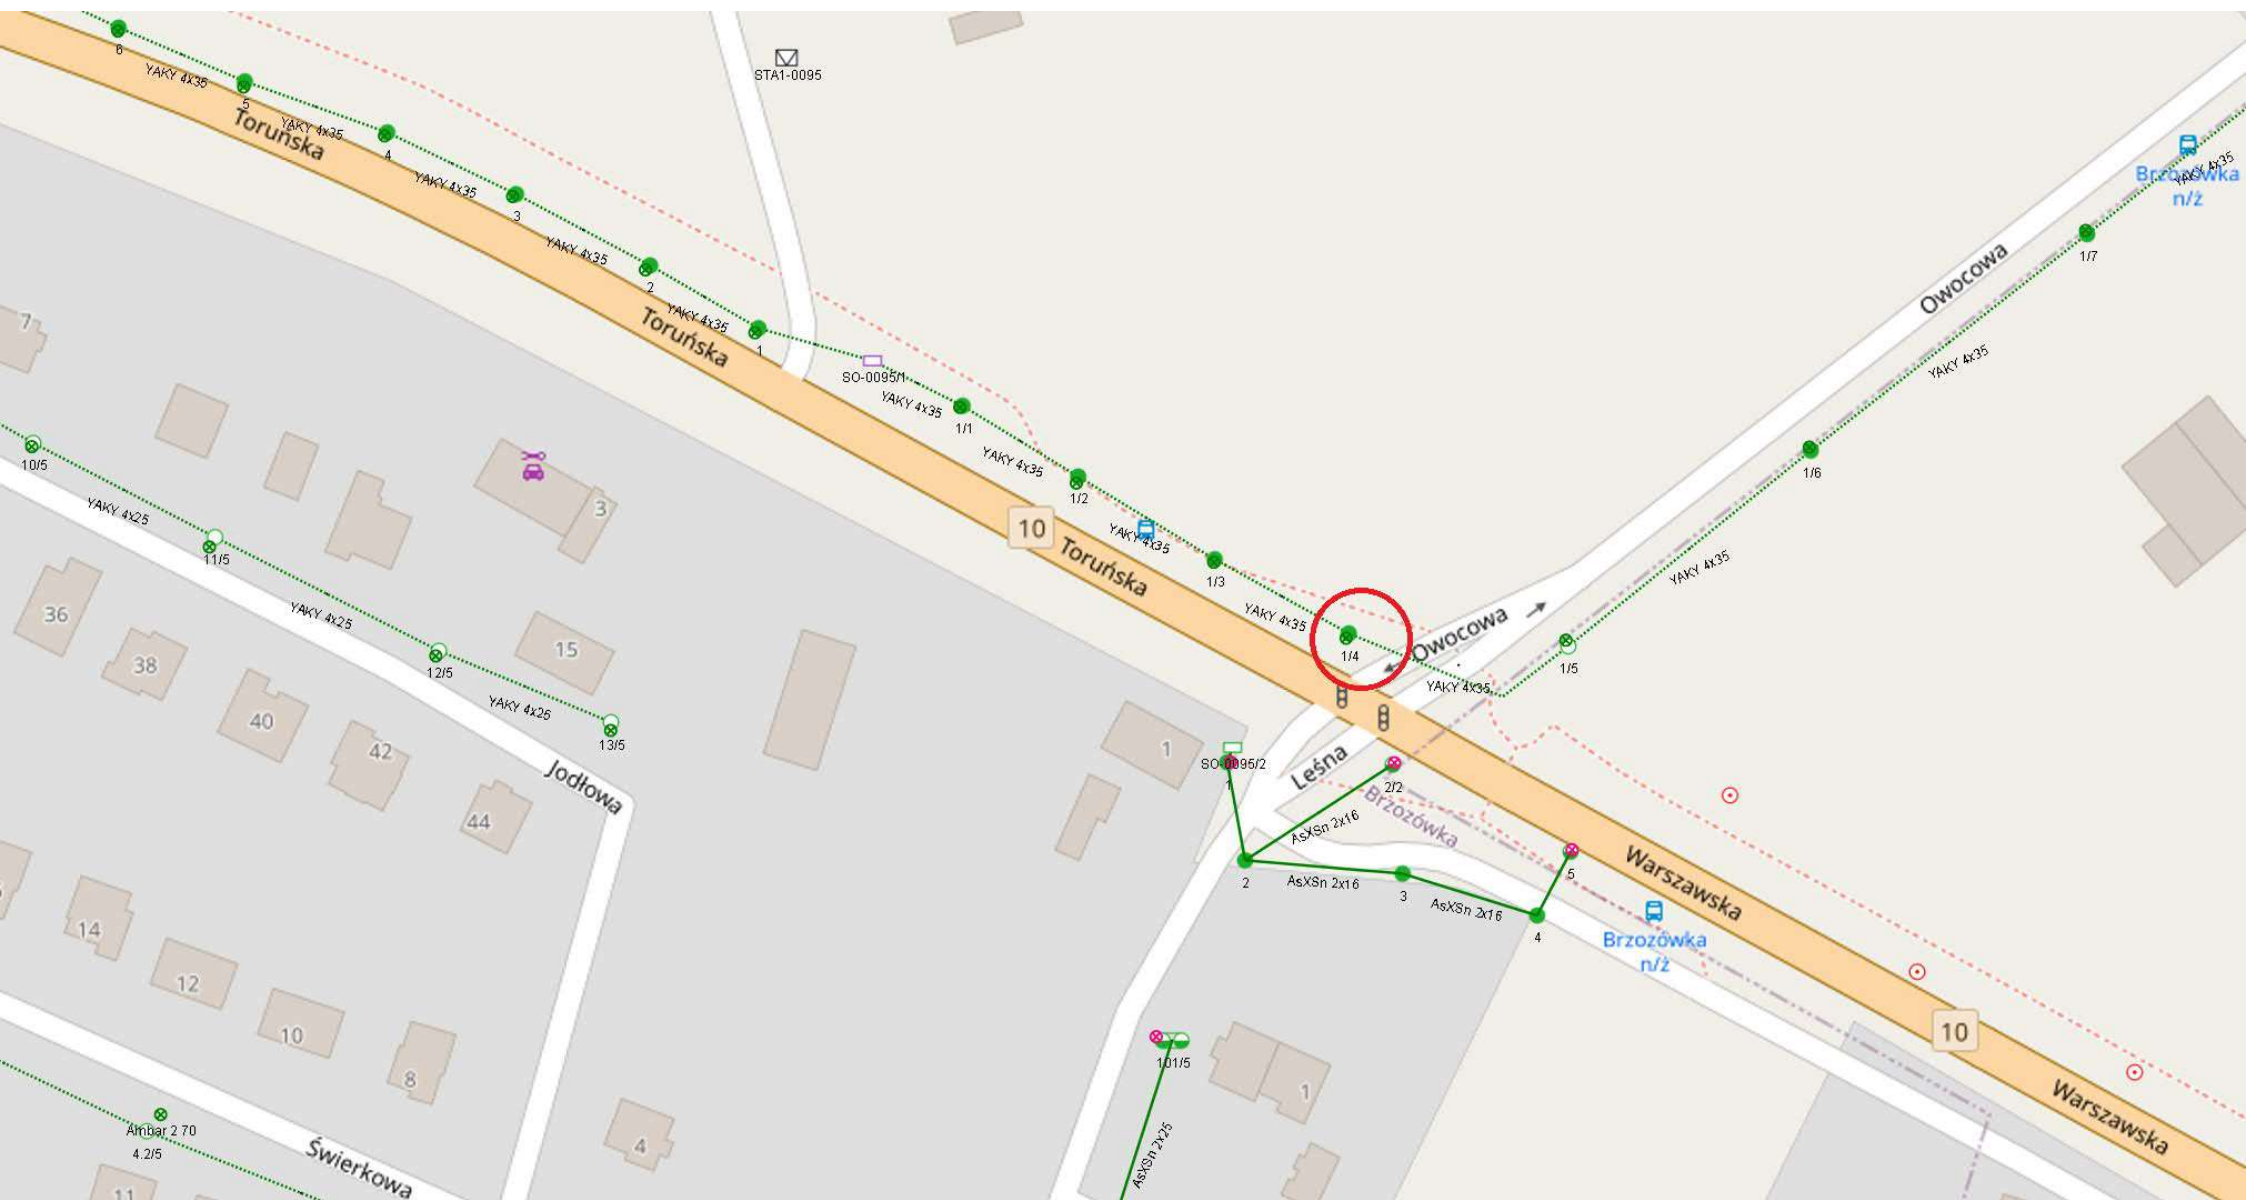 6
YAKY 4x35
5
YAKY 4x35
Toruńska
4
YAKY 4x35
3
YAKY 4x35
2
YAKY 4x35
Toruńska
1
STA1-0095
SO-0095/1
YAKY 4x35
1/1
YAKY 4x35
1/2
YAKY 4x35
10
Toruńska
1/3
YAKY 4x35
1/4
Owocowa
YAKY 4x35
1/5
YAKY 4x35
1/6
YAKY 4x35
Owocowa
1/7
YAKY 4x35
Brzozówka
n/ż
7
10/5
YAKY 4x25
11/5
YAKY 4x25
12/5
YAKY 4x25
13/5
3
15
36
38
40
42
44
Jodłowa
14
12
10
8
4
Ambar 2 70
4.2/5
Świerkowa
11
1
SO-0095/2
1
Leśna
2/2
AsXSn 2x16
Brzozówka
2
AsXSn 2x16
3
AsXSn 2x16
4
5
Warszawska
Brzozówka
n/ż
10
Warszawska
101/5
AsXSn 2x25
1